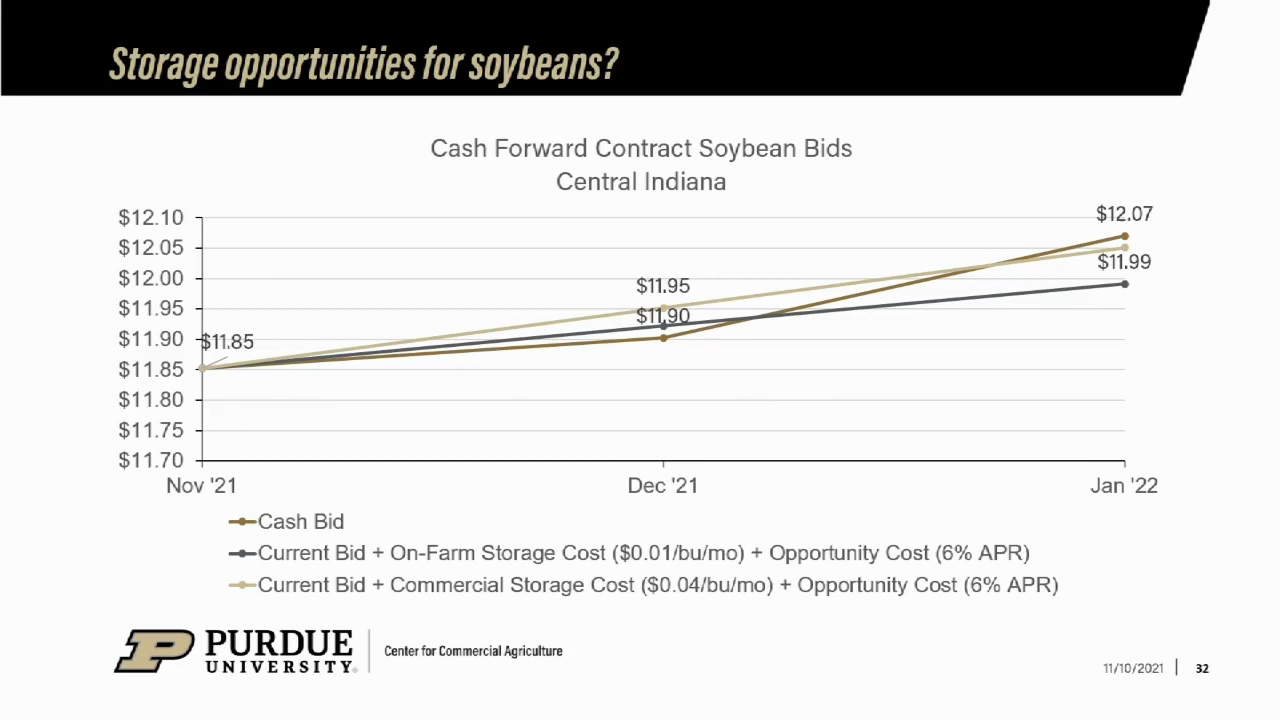 Storage opportunities for soybeans?
Cash Forward Contract Soybean Bids
Central Indiana
$12.10
$12.05
$12.00
$11.95
$11.90
$11.85
$11.80
$11.75
$11.70
$11.85
$11.95
$11.90
$12.07
$11.99
Nov '21
Dec '21
Jan '22
Cash Bid
Current Bid + On-Farm Storage Cost ($0.01/bu/mo) + Opportunity Cost (6% APR)
Current Bid + Commercial Storage Cost ($0.04/bu/mo) + Opportunity Cost (6% APR)
P PURDUE
UNIVERSITY®
Center for Commercial Agriculture
11/10/2021 | 32